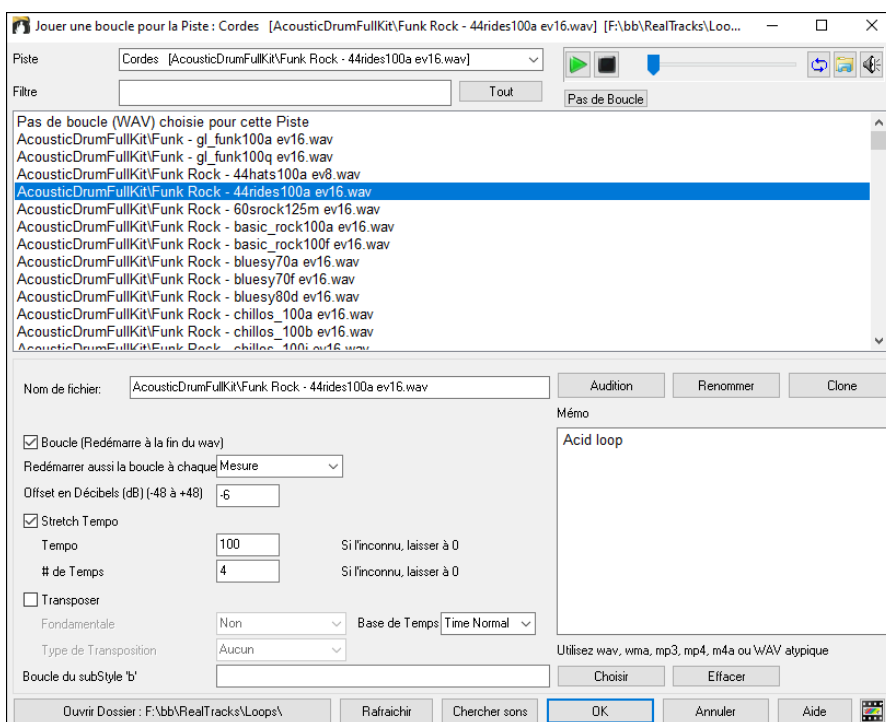 Jouer une boucle pour la Piste : Cordes [AcousticDrumFullKit\Funk Rock - 44rides100a ev16.wav] [F:\bb\RealTracks\Loo...
Piste
Cordes [AcousticDrumFullKit\Funk Rock - 44rides100a ev16.wav]
Filtre
Tout
Pas de Boucle
Pas de boucle (WAV) choisie pour cette Piste
AcousticDrumFullKit\Funk - gl_funk100a ev16.wav
AcousticDrumFullKit\Funk - gl_funk100q ev16.wav
AcousticDrumFullKit\Funk Rock - 44hats100a ev8.wav
AcousticDrumFullKit\Funk Rock - 44rides100a ev16.wav
AcousticDrumFullKit\Funk Rock - 60srock125m ev16.wav
AcousticDrumFullKit\Funk Rock - basic_rock100a ev16.wav
AcousticDrumFullKit\Funk Rock - basic_rock100f ev16.wav
AcousticDrumFullKit\Funk Rock - bluesy70a ev16.wav
AcousticDrumFullKit\Funk Rock - bluesy70f ev16.wav
AcousticDrumFullKit\Funk Rock - bluesy80d ev16.wav
AcousticDrumFullKit\Funk Rock - chillos_100a ev16.wav
AcousticDrumFullKit\Funk Rock - chillos_100b ev16.wav
AcousticDrumFullKit\Funk Rock - chillos_100i ev16.wav
Nom de fichier:
AcousticDrumFullKit\Funk Rock - 44rides100a ev16.wav
Audition
Renommer
Clone
Mémo
Acid loop
Boucle (Redémarre à la fin du wav)
Redémarrer aussi la boucle à chaque Mesure
Offset en Décibels (dB) (-48 à +48) -6
Stretch Tempo
Tempo 100 Si l'inconnu, laisser à 0
# de Temps 4 Si l'inconnu, laisser à 0
Transposer
Fondamentale Non Base de Temps Time Normal
Type de Transposition Aucun
Utilisez wav, wma, mp3, mp4, m4a ou WAV atypique
Boucle du subStyle 'b'
Choisir
Effacer
Ouvrir Dossier : F:\bb\RealTracks\Loops\
Rafraichir
Chercher sons
OK
Annuler
Aide